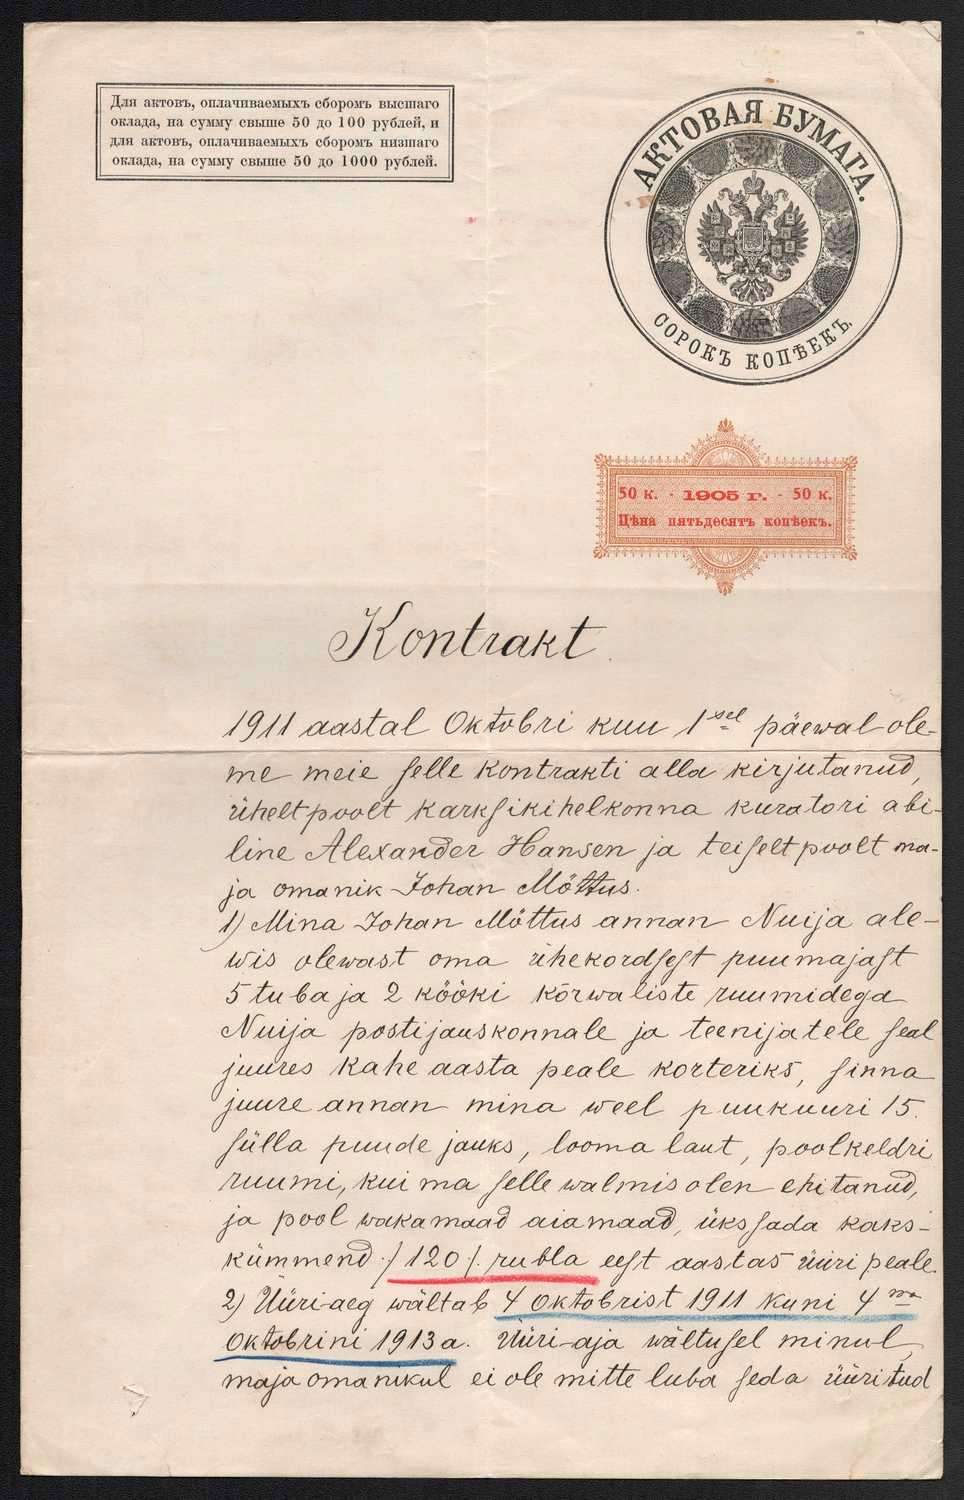 Для актовъ, оплачиваемыхъ сборомъ высшаго
оклада, на сумму свыше 50 до 100 рублей, и
для актовъ, оплачиваемыхъ сборомъ низшаго
оклада, на сумму свыше 50 до 1000 рублей.
АКТОВАЯ БУМАГА.
СОРОКЪ КОПѢЕКЪ.
50 к. · 1905 г. · 50 к.
Цѣна пятьдесятъ копѣекъ.
Kontrakt
1911 aastal Oktobri kuu 1sel päewal ole-
me meie selle kontrakti alla kirjutanud,
üheltpoolt Karksi kihelkonna kuratori abi-
line Alexander Hansen ja teiseltpoolt ma-
ja omanik Johan Möttus.
1) Mina Johan Möttus annan Nuija ale-
wis olewast oma ühekordsest puumajast
5 tuba ja 2 kööki kõrwaliste ruumidega
Nuija postijauskonnale ja teenijatele seal
juures kahe aasta peale korteriks, sinna
juure annan mina weel puukuuri 15.
sülla puude jauks, looma laut, poolkeldri
ruumi, kui ma selle walmis olen ehitanud,
ja pool wakamaad aiamaad, üks sada kaks-
kümmend ·/ 120 /. rubla eest aastas üüri peale.
2) Üüri-aeg wältab 4 Oktobrist 1911 kuni 4ma
Oktobrini 1913 a. Üüri-aja wältusel minul,
maja omanikul ei ole mitte luba seda üüritud